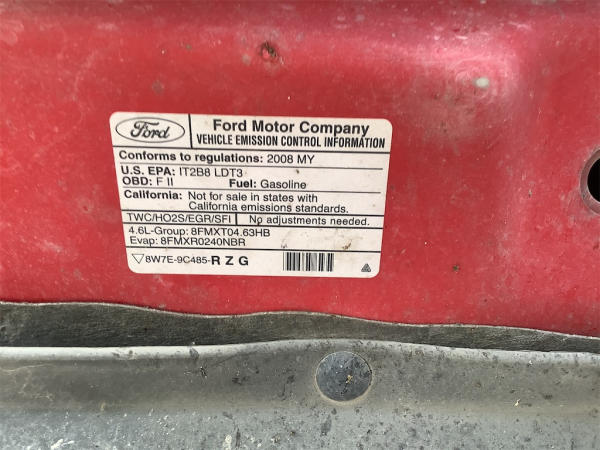 Ford
Ford Motor Company
VEHICLE EMISSION CONTROL INFORMATION
Conforms to regulations: 2008 MY
U.S. EPA: IT2B8 LDT3
OBD: F II Fuel: Gasoline
California: Not for sale in states with
California emissions standards.
TWC/HO2S/EGR/SFI No adjustments needed.
4.6L-Group: 8FMXT04.63HB
Evap: 8FMXR0240NBR
8W7E-9C485-R Z G